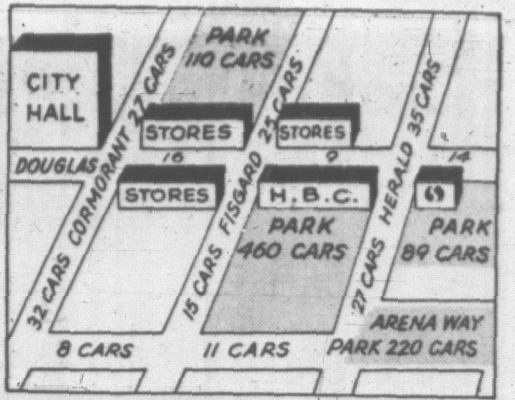 PARK
110 CARS
CITY
HALL
27 CARS
25 CARS
HERALD 35 CARS
STORES
STORES
DOUGLAS
16
9
14
CORMORANT
FISGARD
STORES
H.B.C.
PARK
460 CARS
PARK
89 CARS
32 CARS
15 CARS
27 CARS
ARENA WAY
PARK 220 CARS
8 CARS
11 CARS